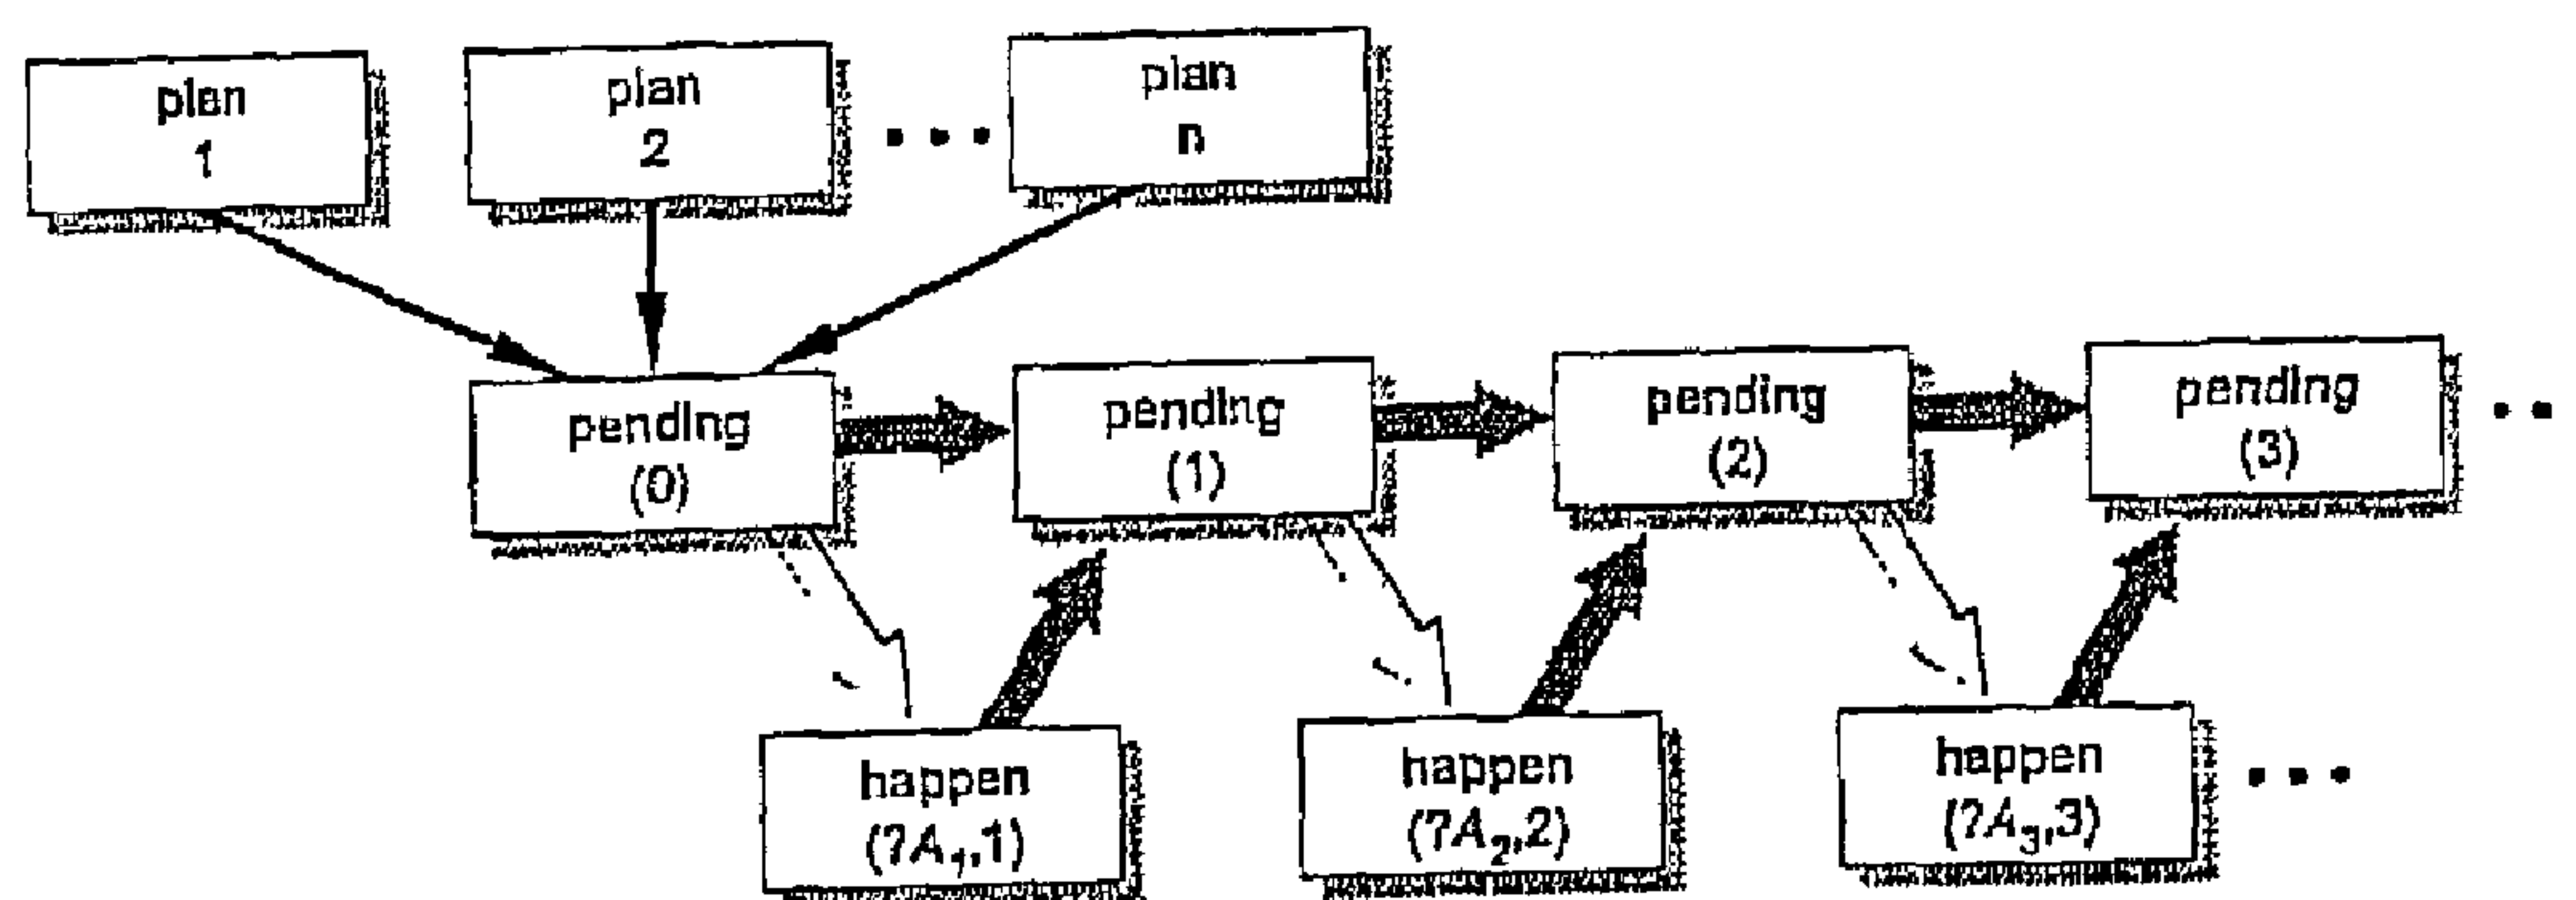 plan
1
plan
2
• • •
plan
n
pending
(0)
pending
(1)
pending
(2)
pending
(3)
• •
happen
(?A1,1)
happen
(?A2,2)
happen
(?A3,3)
• • •